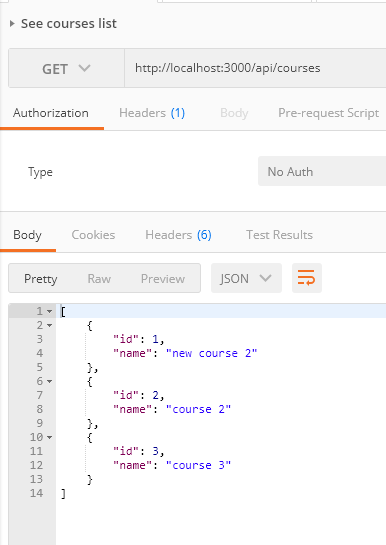 See courses list
GET http://localhost:3000/api/courses
Authorization Headers (1) Body Pre-request Script
Type No Auth
Body Cookies Headers (6) Test Results
Pretty Raw Preview JSON
1 [
2 {
3 "id": 1,
4 "name": "new course 2"
5 },
6 {
7 "id": 2,
8 "name": "course 2"
9 },
10 {
11 "id": 3,
12 "name": "course 3"
13 }
14 ]